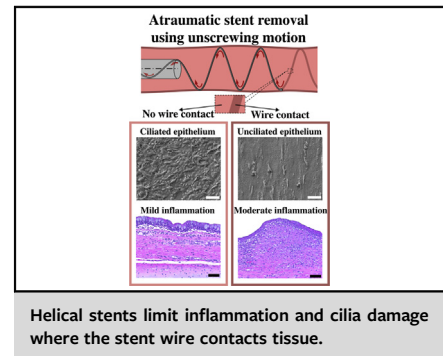 Atraumatic stent removal
using unscrewing motion
No wire contact
Wire contact
Ciliated epithelium
Unciliated epithelium
Mild inflammation
Moderate inflammation
Helical stents limit inflammation and cilia damage
where the stent wire contacts tissue.